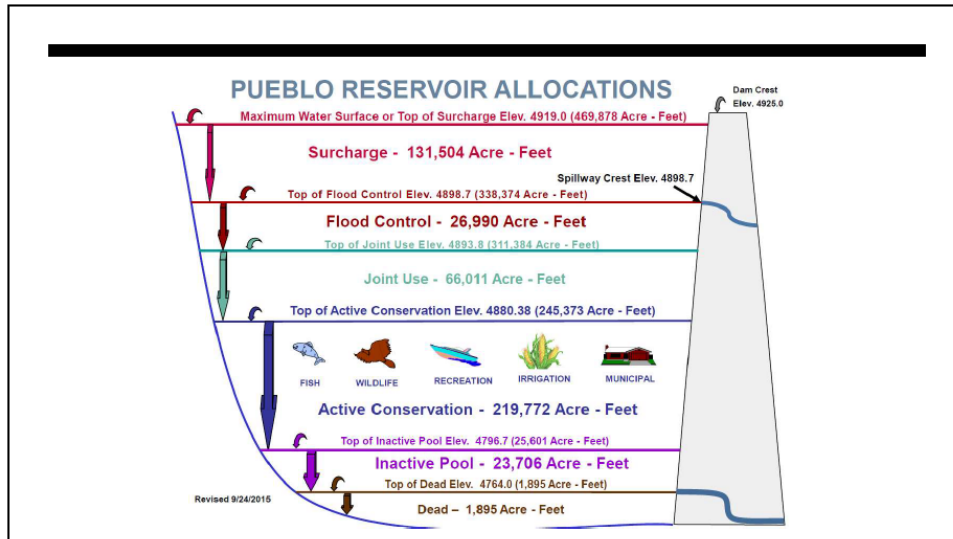 PUEBLO RESERVOIR ALLOCATIONS
Dam Crest
Elev. 4925.0
Maximum Water Surface or Top of Surcharge Elev. 4919.0 (469,878 Acre - Feet)
Surcharge - 131,504 Acre - Feet
Spillway Crest Elev. 4898.7
Top of Flood Control Elev. 4898.7 (338,374 Acre - Feet)
Flood Control - 26,990 Acre - Feet
Top of Joint Use Elev. 4893.8 (311,384 Acre - Feet)
Joint Use - 66,011 Acre - Feet
Top of Active Conservation Elev. 4880.38 (245,373 Acre - Feet)
FISH
WILDLIFE
RECREATION
IRRIGATION
MUNICIPAL
Active Conservation - 219,772 Acre - Feet
Top of Inactive Pool Elev. 4796.7 (25,601 Acre - Feet)
Inactive Pool - 23,706 Acre - Feet
Top of Dead Elev. 4764.0 (1,895 Acre - Feet)
Revised 9/24/2015
Dead – 1,895 Acre - Feet